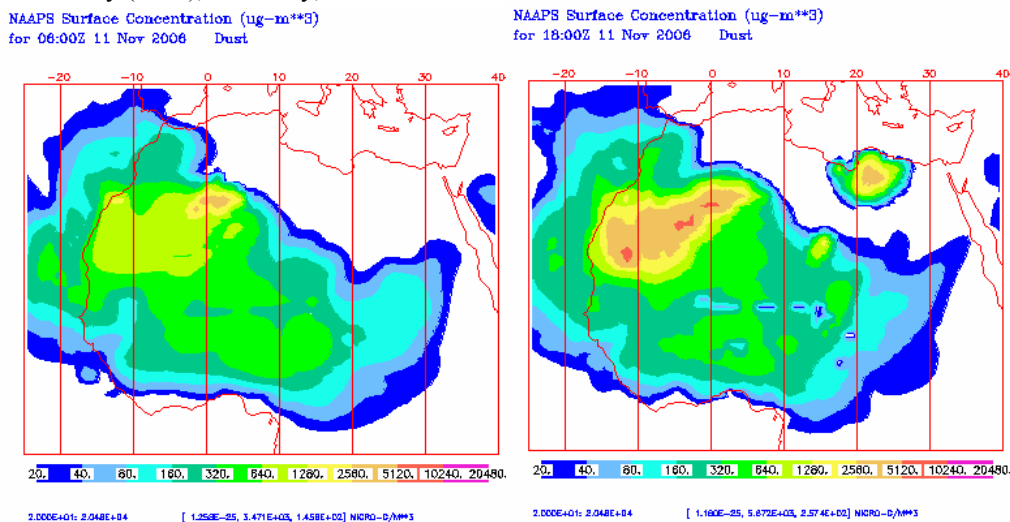 NAAPS Surface Concentration (ug-m**3)
for 06:00Z 11 Nov 2006 Dust
-20 -10 0 10 20 30 40
20. 40. 80. 160. 320. 640. 1280. 2560. 5120. 10240. 20480.
2.000E+01: 2.048E+04 [ 1.258E-25, 3.471E+03, 1.458E+02] MICRO-G/M**3
NAAPS Surface Concentration (ug-m**3)
for 18:00Z 11 Nov 2006 Dust
-20 -10 0 10 20 30 40
20. 40. 80. 160. 320. 640. 1280. 2560. 5120. 10240. 20480.
2.000E+01: 2.048E+04 [ 1.160E-25, 5.672E+03, 2.574E+02] MICRO-G/M**3